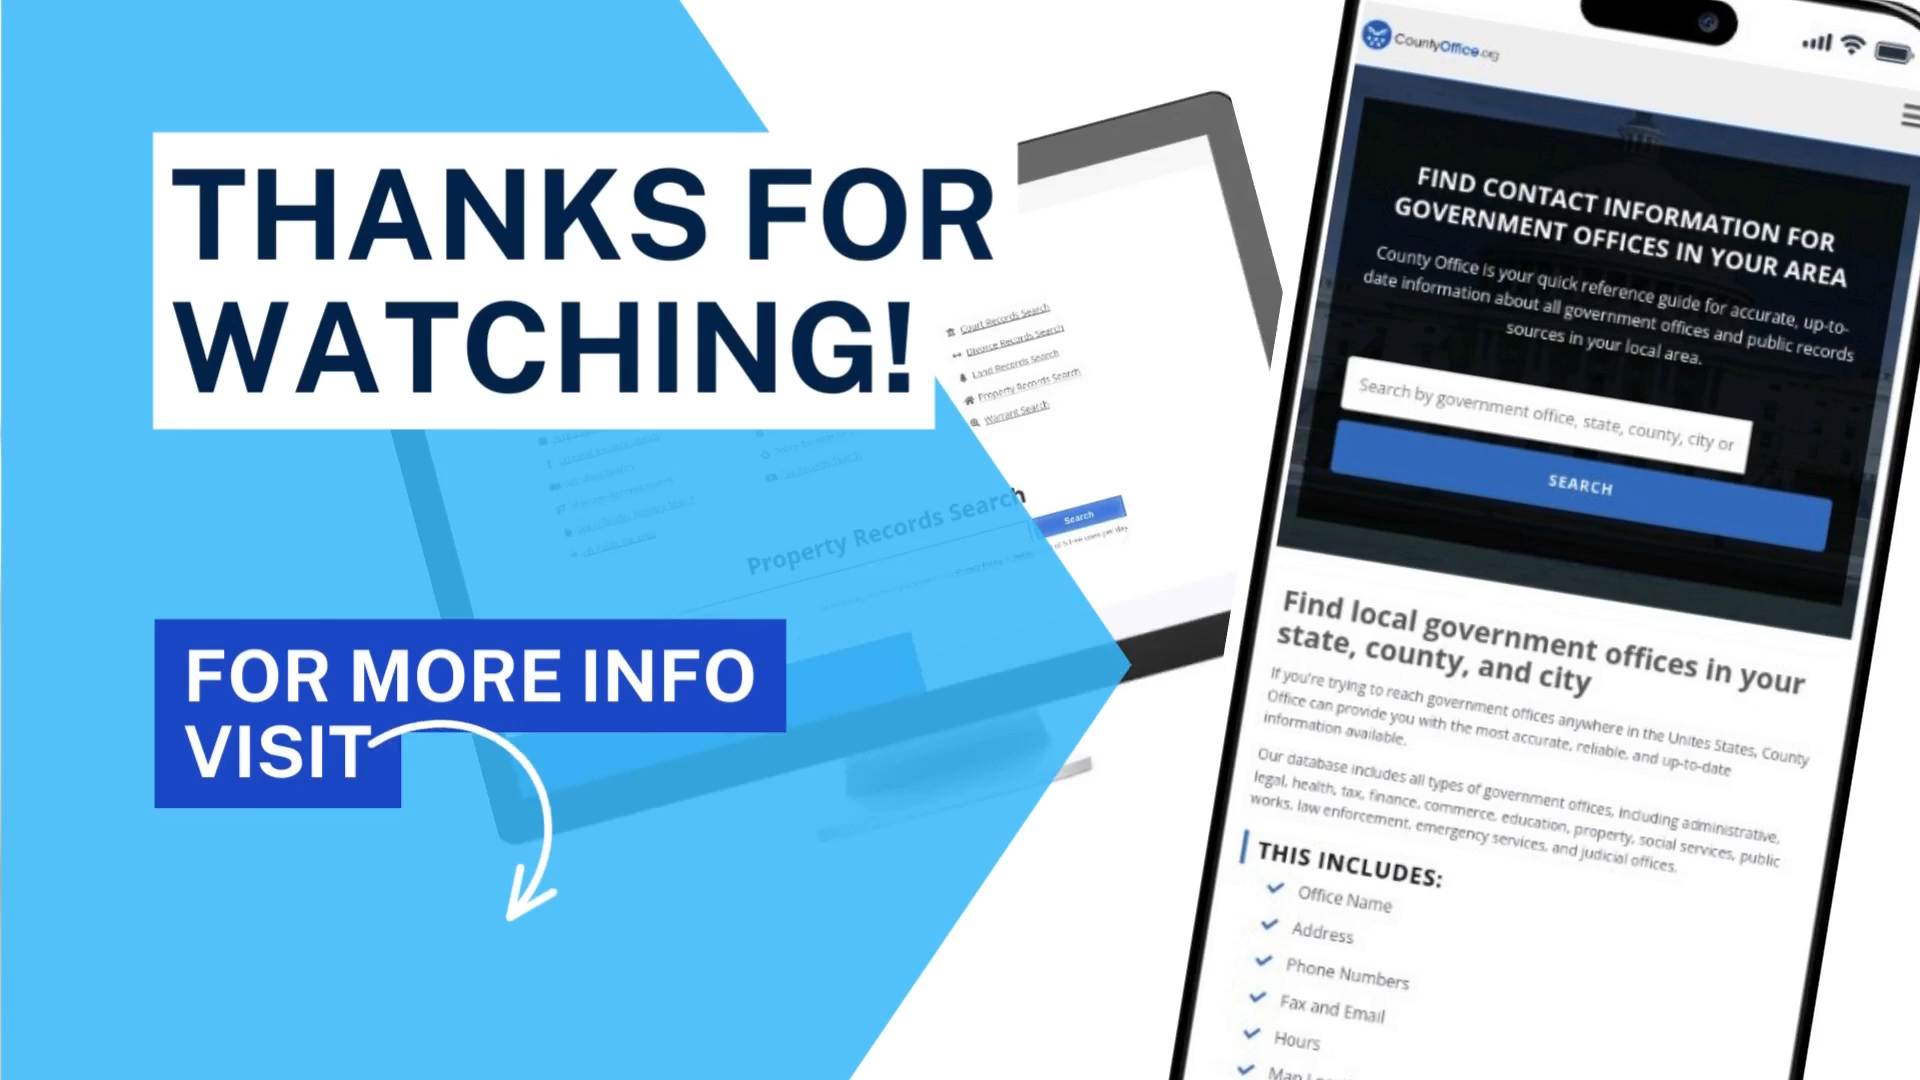 THANKS FOR
WATCHING!
FOR MORE INFO
VISIT
Court Records Search
Divorce Records Search
Land Records Search
Property Records Search
Warrant Search
Property Records Search
Search
of 5 free uses per day
CountyOffice.org
FIND CONTACT INFORMATION FOR
GOVERNMENT OFFICES IN YOUR AREA
County Office is your quick reference guide for accurate, up-to-
date information about all government offices and public records
sources in your local area.
Search by government office, state, county, city or
SEARCH
Find local government offices in your
state, county, and city
If you're trying to reach government offices anywhere in the Unites States, County
Office can provide you with the most accurate, reliable, and up-to-date
information available.
Our database includes all types of government offices, including administrative,
legal, health, tax, finance, commerce, education, property, social services, public
works, law enforcement, emergency services, and judicial offices.
THIS INCLUDES:
Office Name
Address
Phone Numbers
Fax and Email
Hours